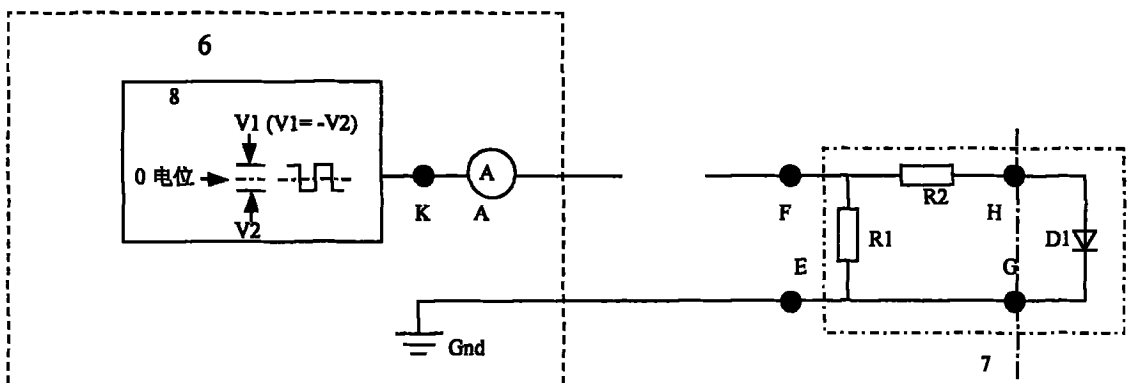 6
8
V1 (V1= -V2)
0 电位
V2
K
A
A
F
E
R1
R2
H
G
D1
Gnd
7